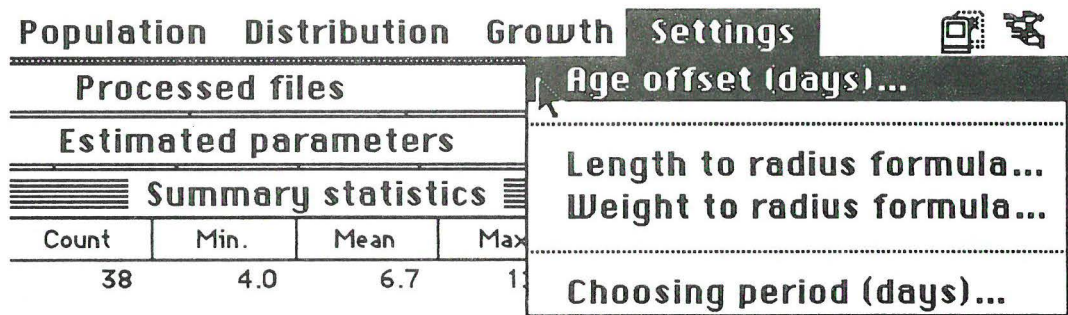 Population Distribution Growth Settings
Processed files
Age offset (days)...
Estimated parameters
Length to radius formula...
Summary statistics
Weight to radius formula...
Count Min. Mean Max
38 4.0 6.7
Choosing period (days)...